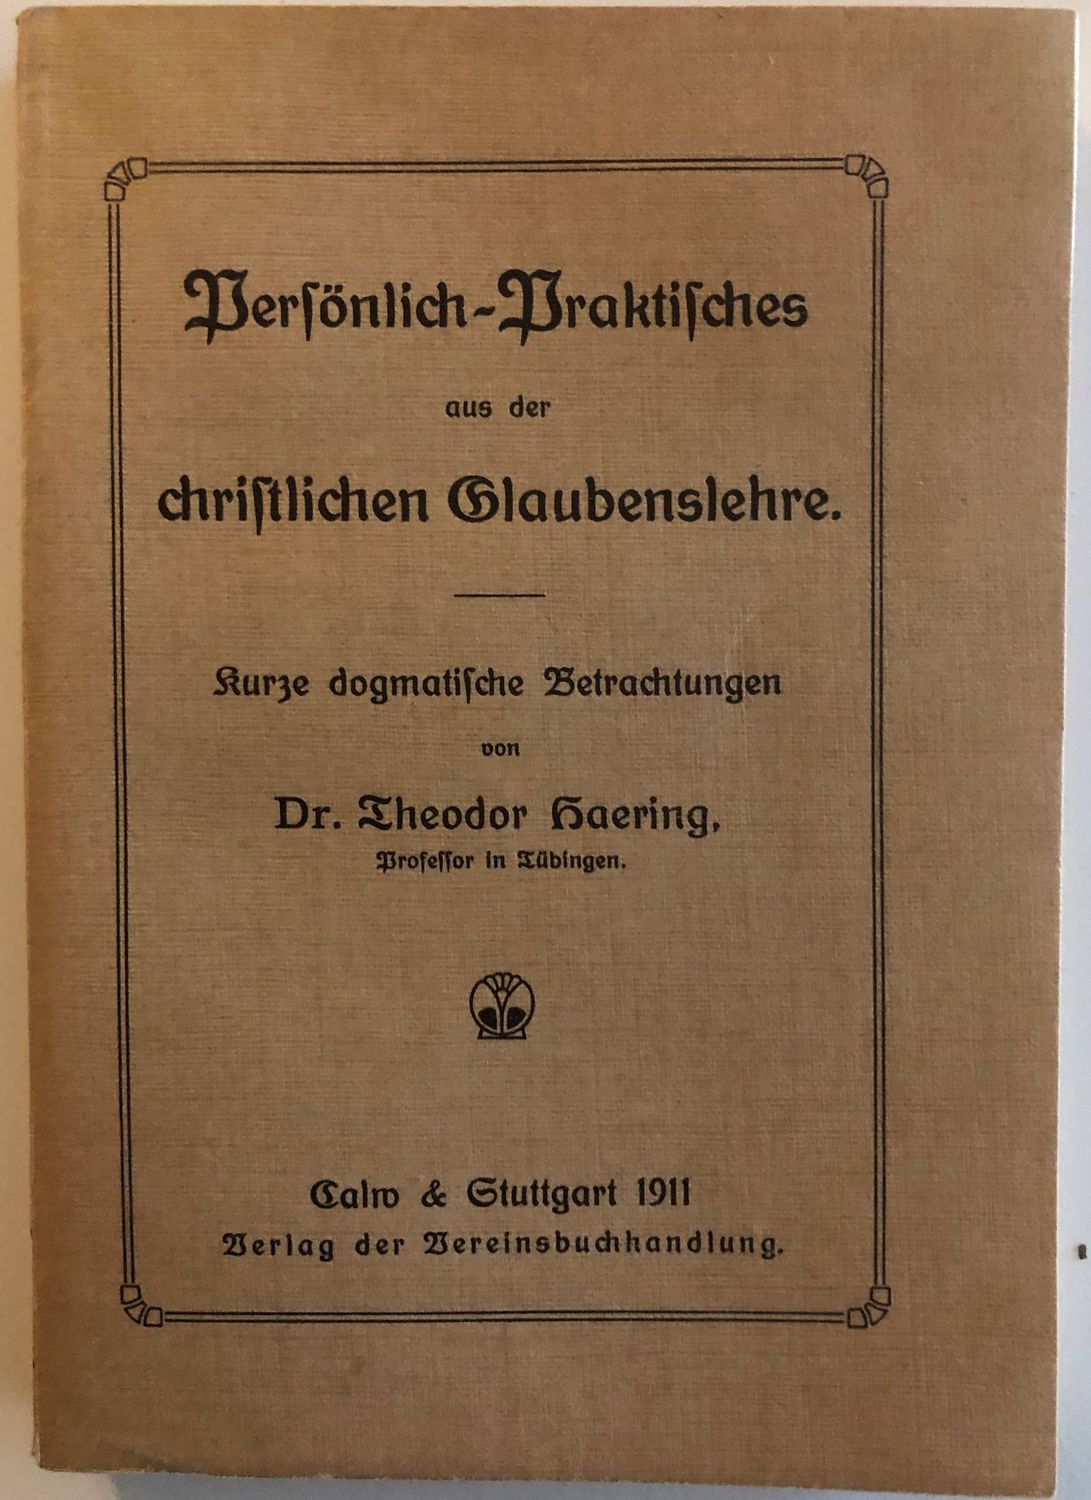 Perſönlich-Praktiſches
aus der
chriſtlichen Glaubenslehre.
Kurze dogmatiſche Betrachtungen
von
Dr. Theodor Haering,
Profeſſor in Tübingen.
Calw & Stuttgart 1911
Verlag der Vereinsbuchhandlung.